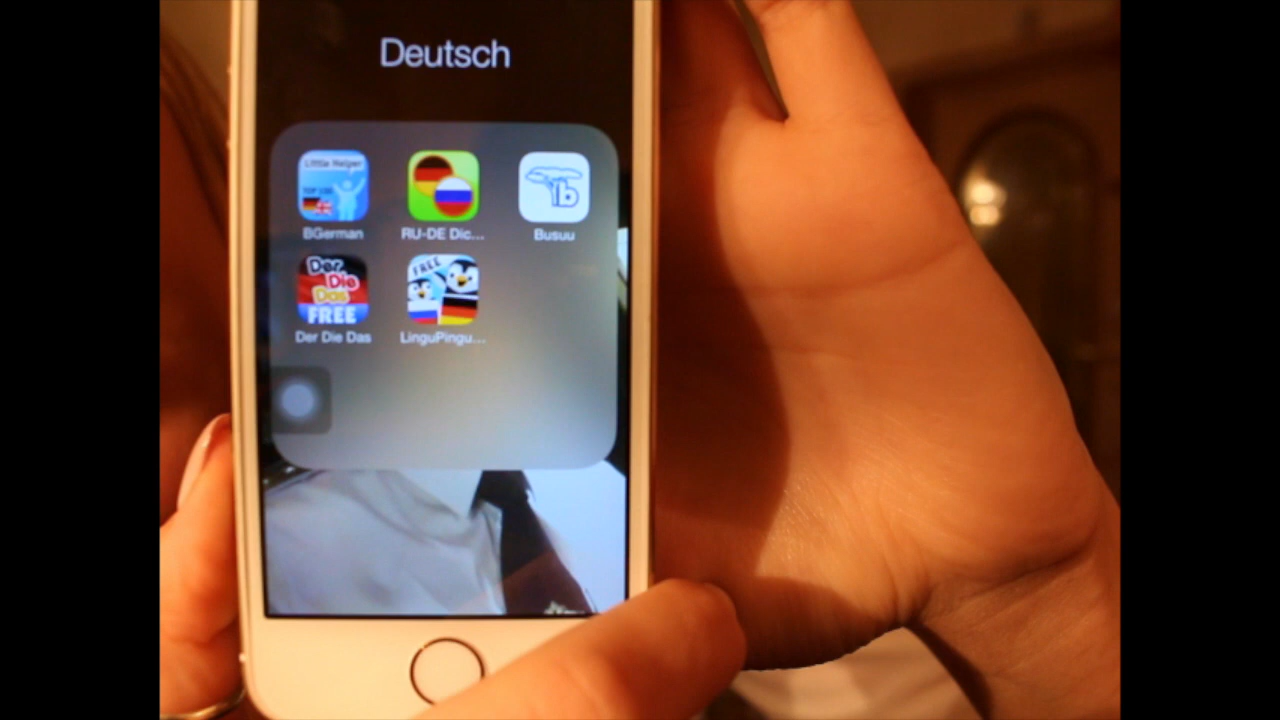 Deutsch
Little Helper
TOP 100
BGerman
RU-DE Dic...
b
Busuu
Der
Die
Das
FREE
Der Die Das
FREE
LinguPingu...